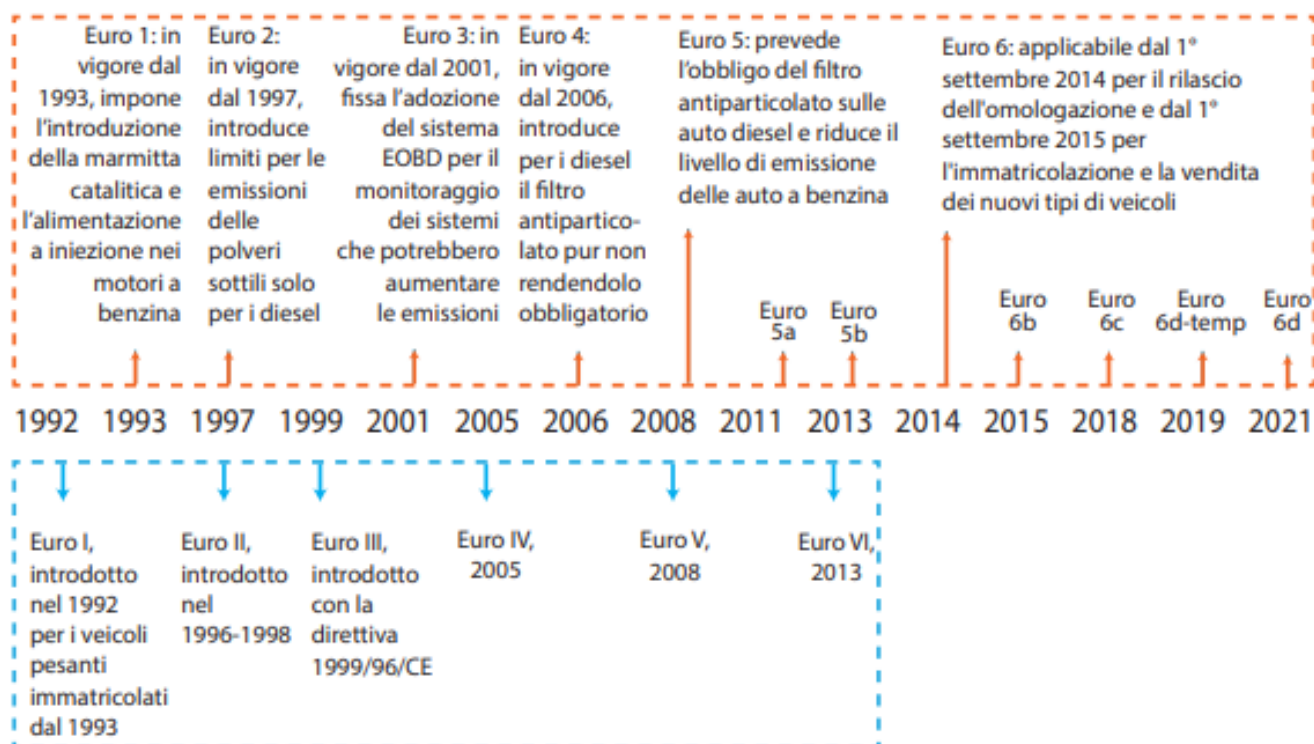 Euro 1: in
vigore dal
1993, impone
l'introduzione
della marmitta
catalitica e
l'alimentazione
a iniezione nei
motori a
benzina
Euro 2:
in vigore
dal 1997,
introduce
limiti per le
emissioni
delle
polveri
sottili solo
per i diesel
Euro 3: in
vigore dal 2001,
fissa l'adozione
del sistema
EOBD per il
monitoraggio
dei sistemi
che potrebbero
aumentare
le emissioni
Euro 4:
in vigore
dal 2006,
introduce
per i diesel
il filtro
antipartico-
lato pur non
rendendolo
obbligatorio
Euro 5: prevede
l'obbligo del filtro
antiparticolato sulle
auto diesel e riduce il
livello di emissione
delle auto a benzina
Euro
5a
Euro
5b
Euro 6: applicabile dal 1°
settembre 2014 per il rilascio
dell'omologazione e dal 1°
settembre 2015 per
l'immatricolazione e la vendita
dei nuovi tipi di veicoli
Euro
6b
Euro
6c
Euro
6d-temp
Euro
6d
1992 1993 1997 1999 2001 2005 2006 2008 2011 2013 2014 2015 2018 2019 2021
Euro I,
introdotto
nel 1992
per i veicoli
pesanti
immatricolati
dal 1993
Euro II,
introdotto
nel
1996-1998
Euro III,
introdotto
con la
direttiva
1999/96/CE
Euro IV,
2005
Euro V,
2008
Euro VI,
2013